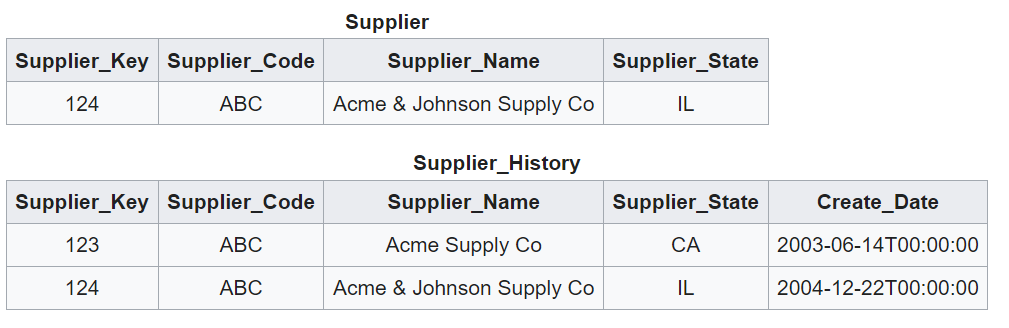 Supplier
Supplier_Key Supplier_Code Supplier_Name Supplier_State
124 ABC Acme & Johnson Supply Co IL
Supplier_History
Supplier_Key Supplier_Code Supplier_Name Supplier_State Create_Date
123 ABC Acme Supply Co CA 2003-06-14T00:00:00
124 ABC Acme & Johnson Supply Co IL 2004-12-22T00:00:00